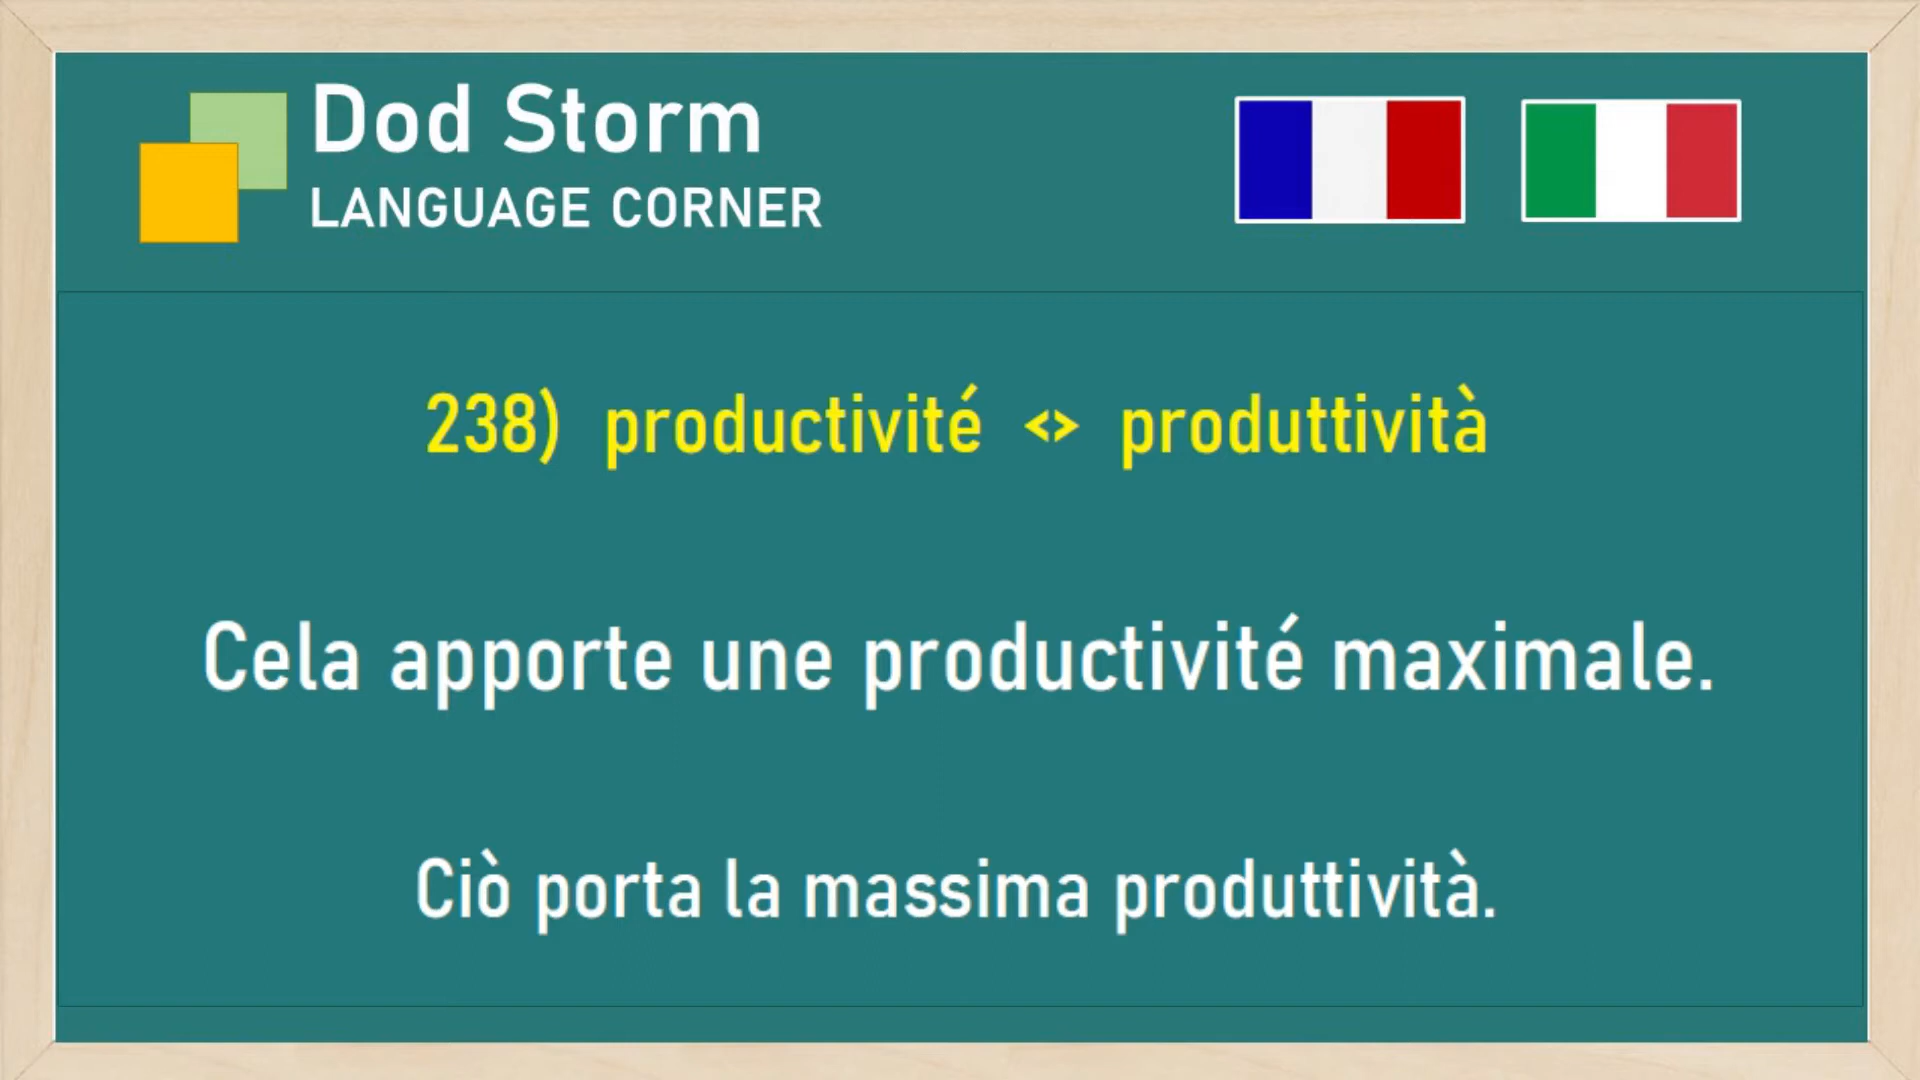 Dod Storm
LANGUAGE CORNER
238) productivité <> produttività
Cela apporte une productivité maximale.
Ciò porta la massima produttività.